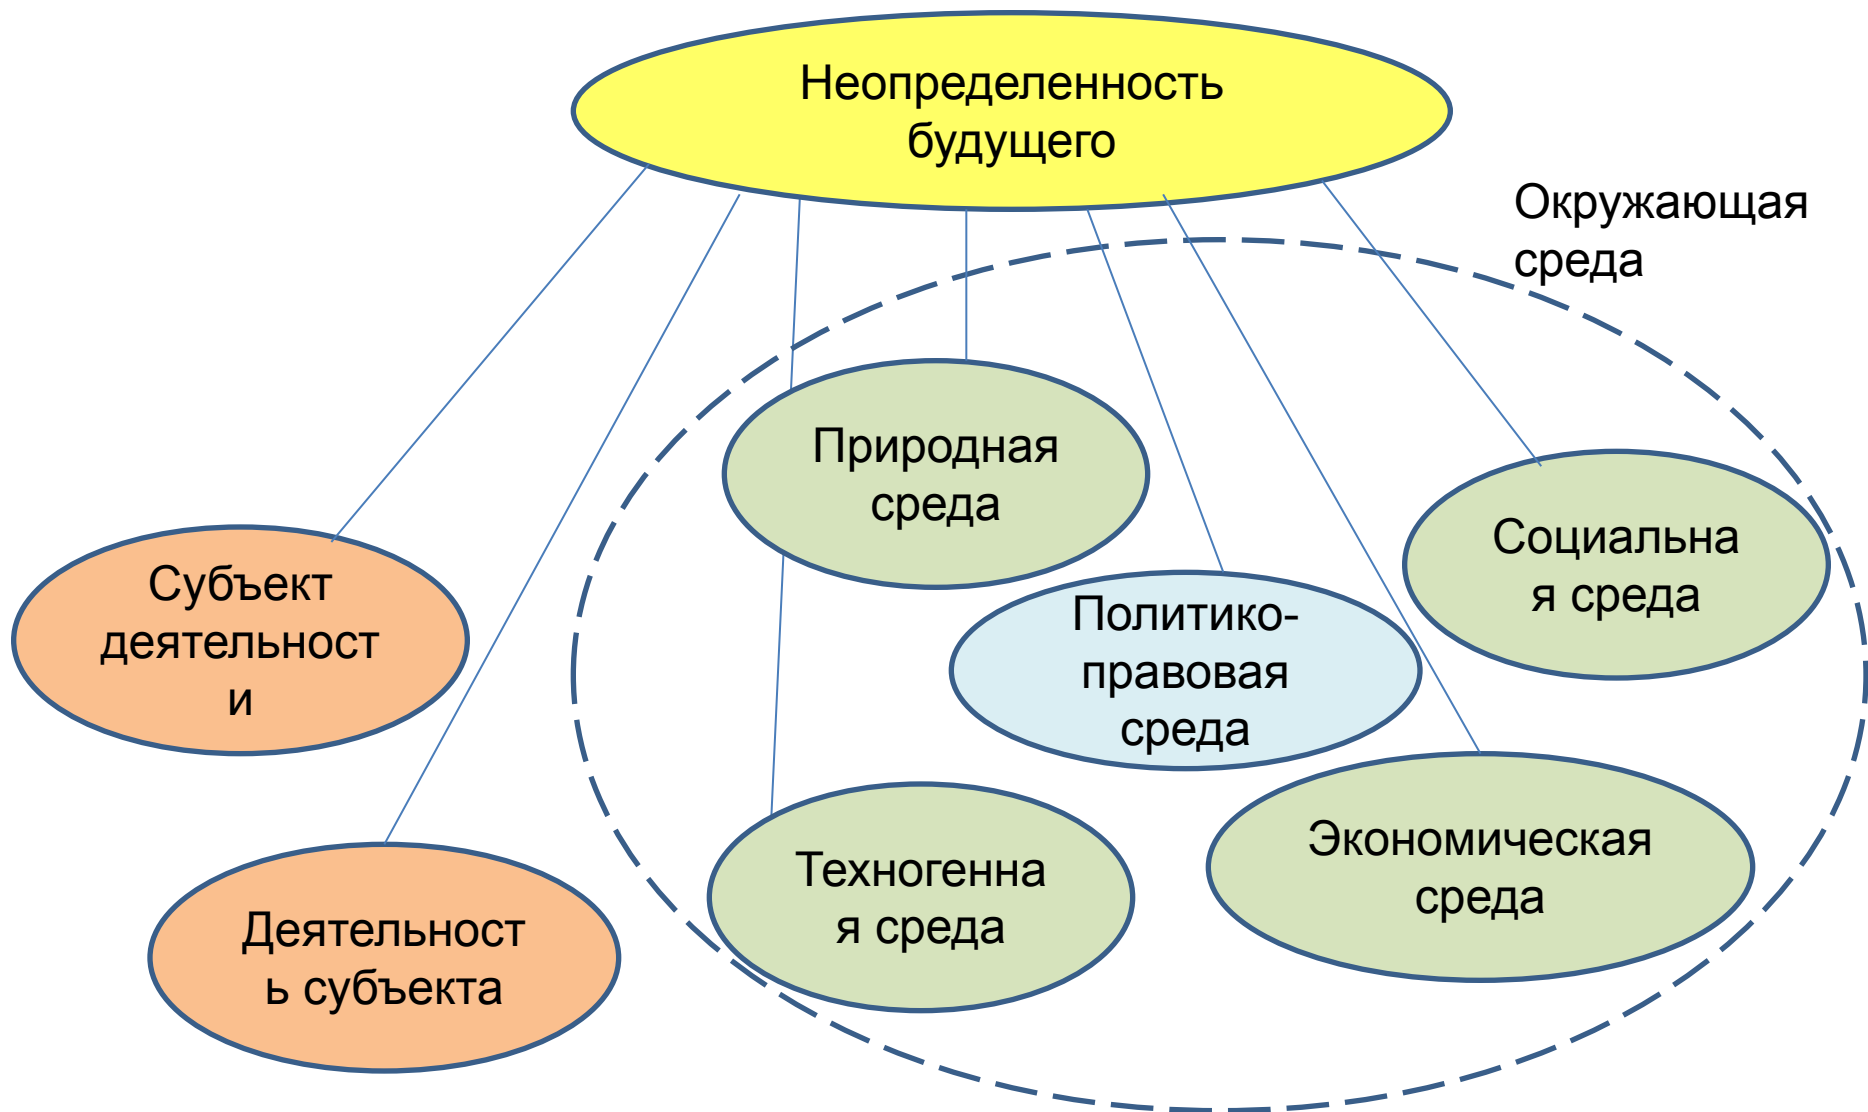 Неопределенность
будущего
Окружающая
среда
Природная
среда
Социальна
я среда
Субъект
деятельност
и
Политико-
правовая
среда
Экономическая
среда
Техногенна
я среда
Деятельност
ь субъекта